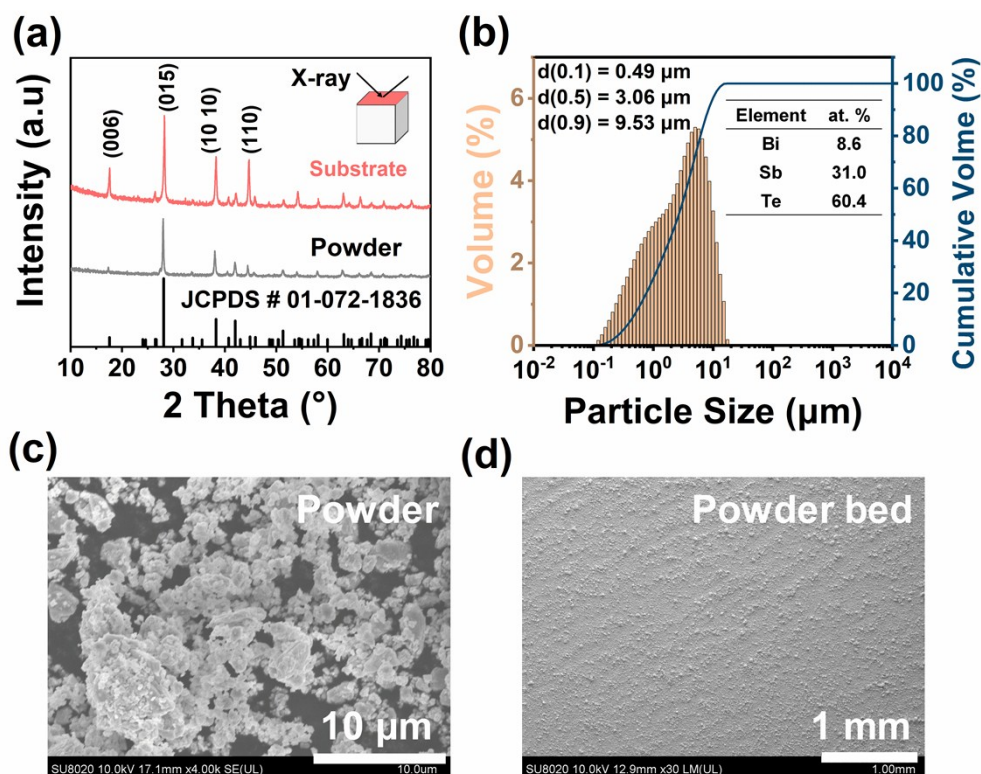 (a)
X-ray
(006)
(015)
(10 10)
(110)
Substrate
Powder
JCPDS # 01-072-1836
Intensity (a.u)
10 20 30 40 50 60 70 80
2 Theta (°)
(b)
d(0.1) = 0.49 µm
d(0.5) = 3.06 µm
d(0.9) = 9.53 µm
Element at. %
Bi 8.6
Sb 31.0
Te 60.4
Volume (%)
6
4
2
0
Cumulative Volme (%)
100
80
60
40
20
0
10⁻² 10⁻¹ 10⁰ 10¹ 10² 10³ 10⁴
Particle Size (µm)
(c)
Powder
10 µm
SU8020 10.0kV 17.1mm x4.00k SE(UL) 10.0um
(d)
Powder bed
1 mm
SU8020 10.0kV 12.9mm x30 LM(UL) 1.00mm